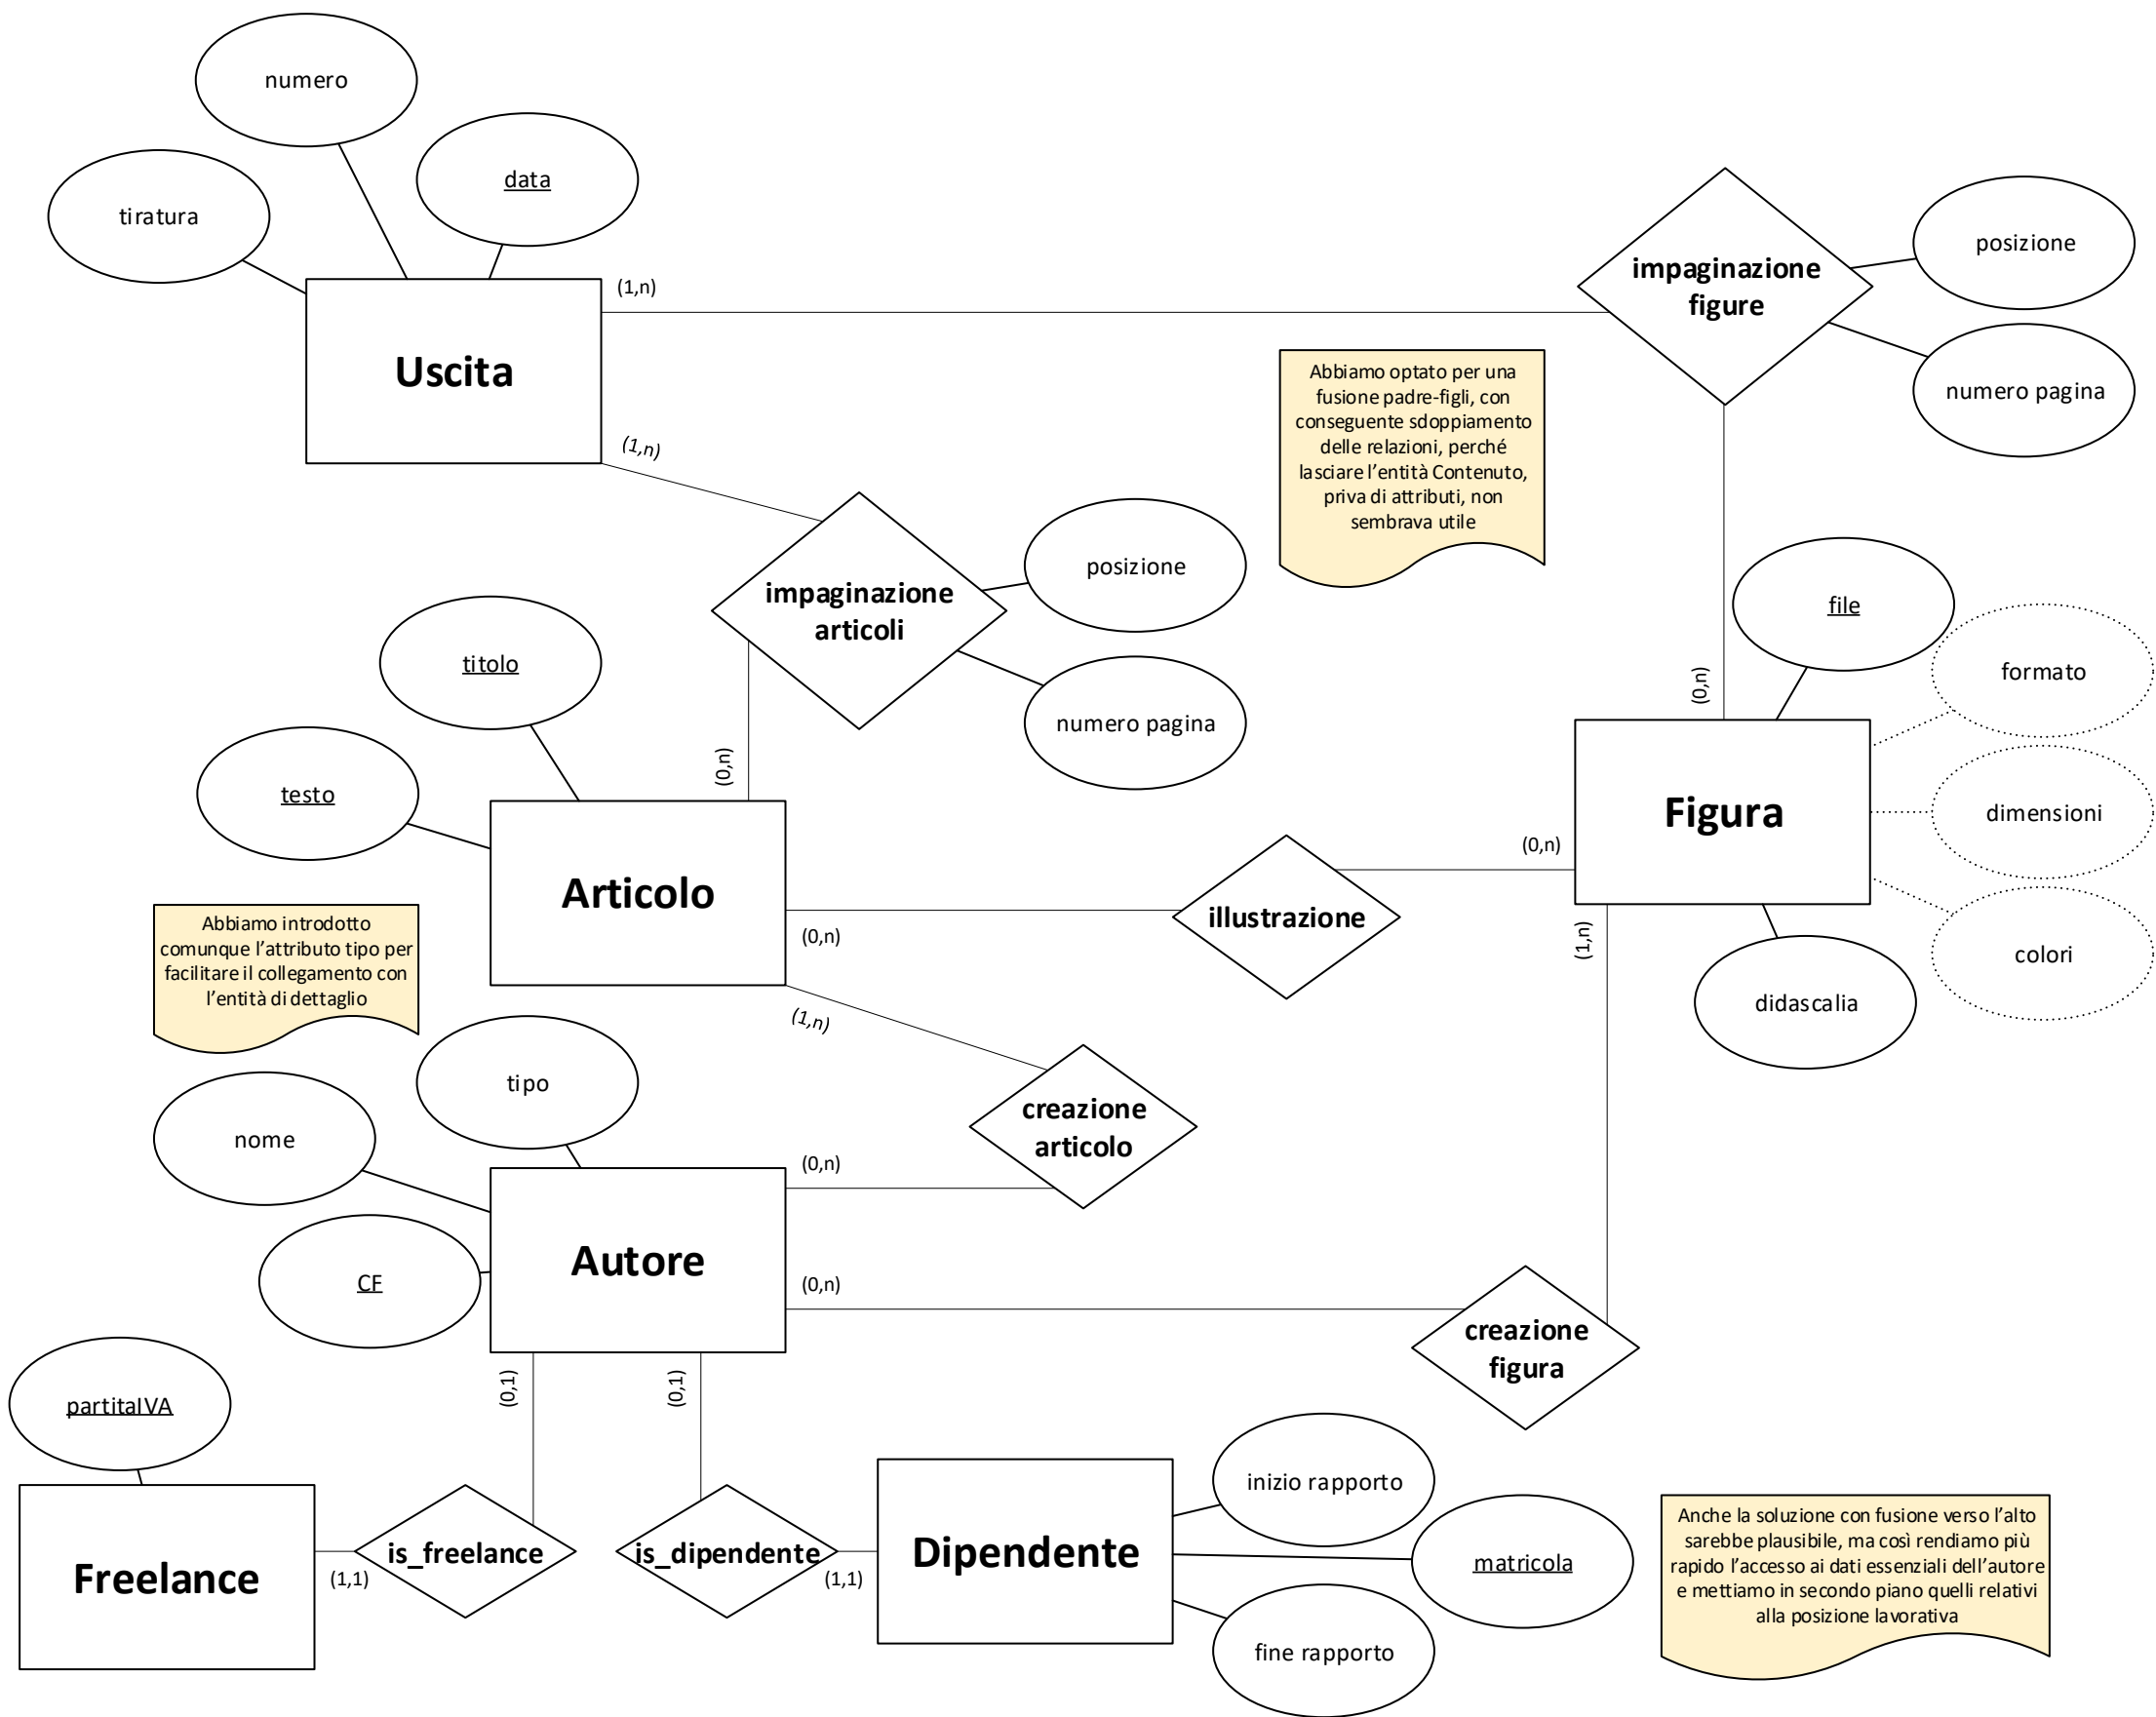 numero
data
tiratura
(1,n)
Uscita
(1,n)
impaginazione
figure
posizione
numero pagina
Abbiamo optato per una
fusione padre-figli, con
conseguente sdoppiamento
delle relazioni, perché
lasciare l’entità Contenuto,
priva di attributi, non
sembrava utile
impaginazione
articoli
posizione
numero pagina
(0,n)
titolo
testo
Articolo
(0,n)
(0,n)
file
formato
dimensioni
colori
didascalia
Figura
(0,n)
(1,n)
illustrazione
Abbiamo introdotto
comunque l’attributo tipo per
facilitare il collegamento con
l’entità di dettaglio
(1,n)
tipo
nome
CF
creazione
articolo
(0,n)
Autore
(0,n)
creazione
figura
(0,1)
(0,1)
partitaIVA
Freelance
(1,1)
is_freelance
is_dipendente
(1,1)
Dipendente
inizio rapporto
matricola
fine rapporto
Anche la soluzione con fusione verso l’alto
sarebbe plausibile, ma così rendiamo più
rapido l’accesso ai dati essenziali dell’autore
e mettiamo in secondo piano quelli relativi
alla posizione lavorativa